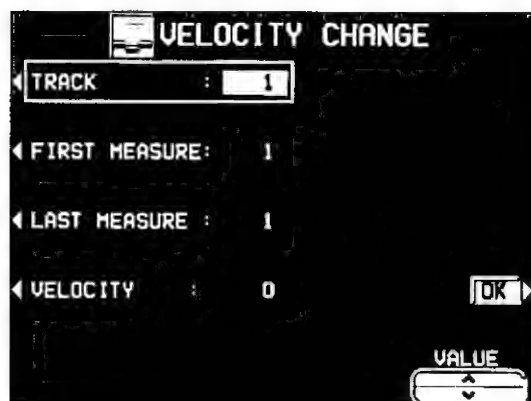 VELOCITY CHANGE
TRACK : 1
FIRST MEASURE: 1
LAST MEASURE : 1
VELOCITY : 0
OK
VALUE